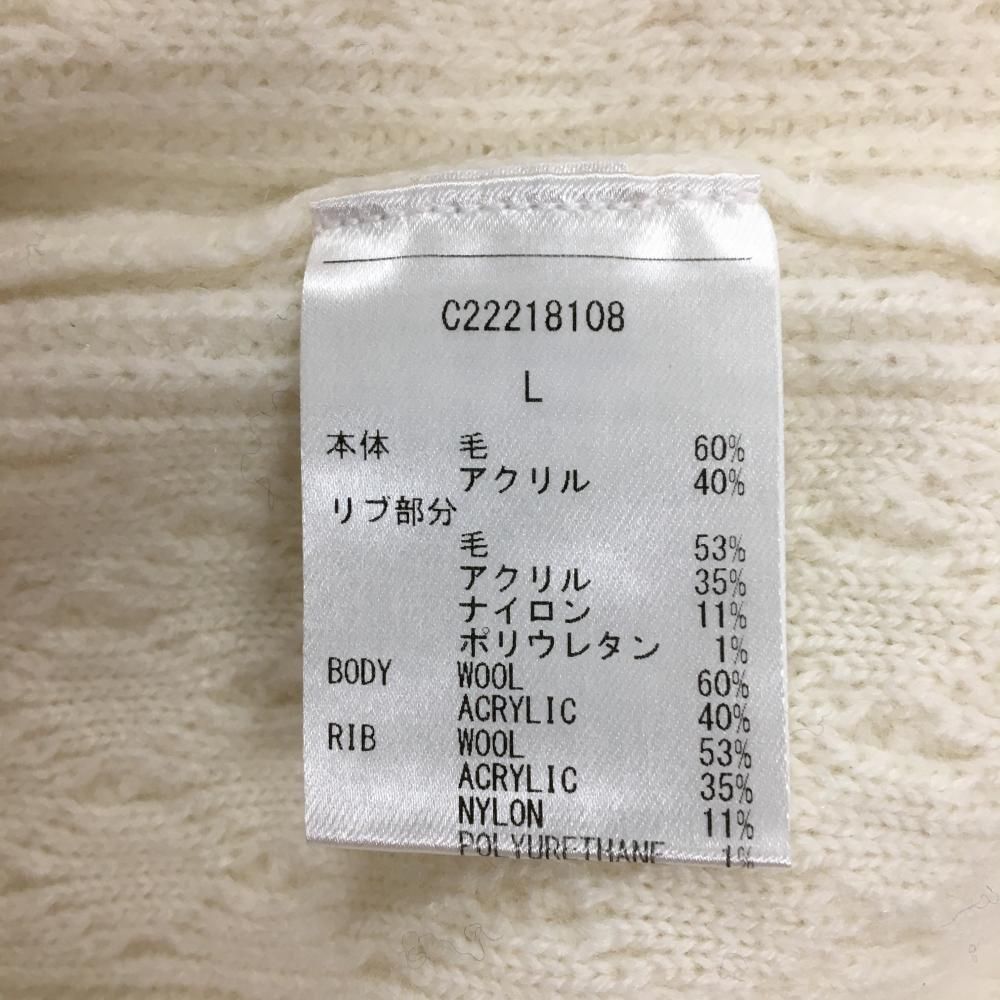 C22218108
L
本体 毛 60%
アクリル 40%
リブ部分
毛 53%
アクリル 35%
ナイロン 11%
ポリウレタン 1%
BODY WOOL 60%
ACRYLIC 40%
RIB WOOL 53%
ACRYLIC 35%
NYLON 11%
POLYURETHANE 1%